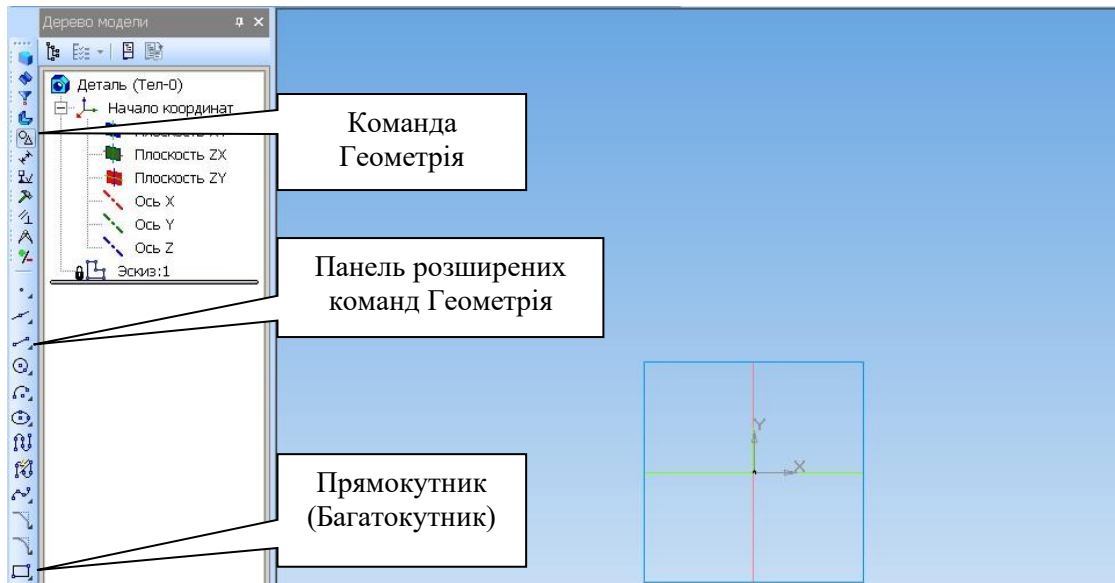 Дерево модели
Деталь (Тел-0)
Начало координат
Плоскость ZX
Плоскость ZY
Ось X
Ось Y
Ось Z
Эскиз:1
Команда
Геометрія
Панель розширених
команд Геометрія
Прямокутник
(Багатокутник)
Y
X